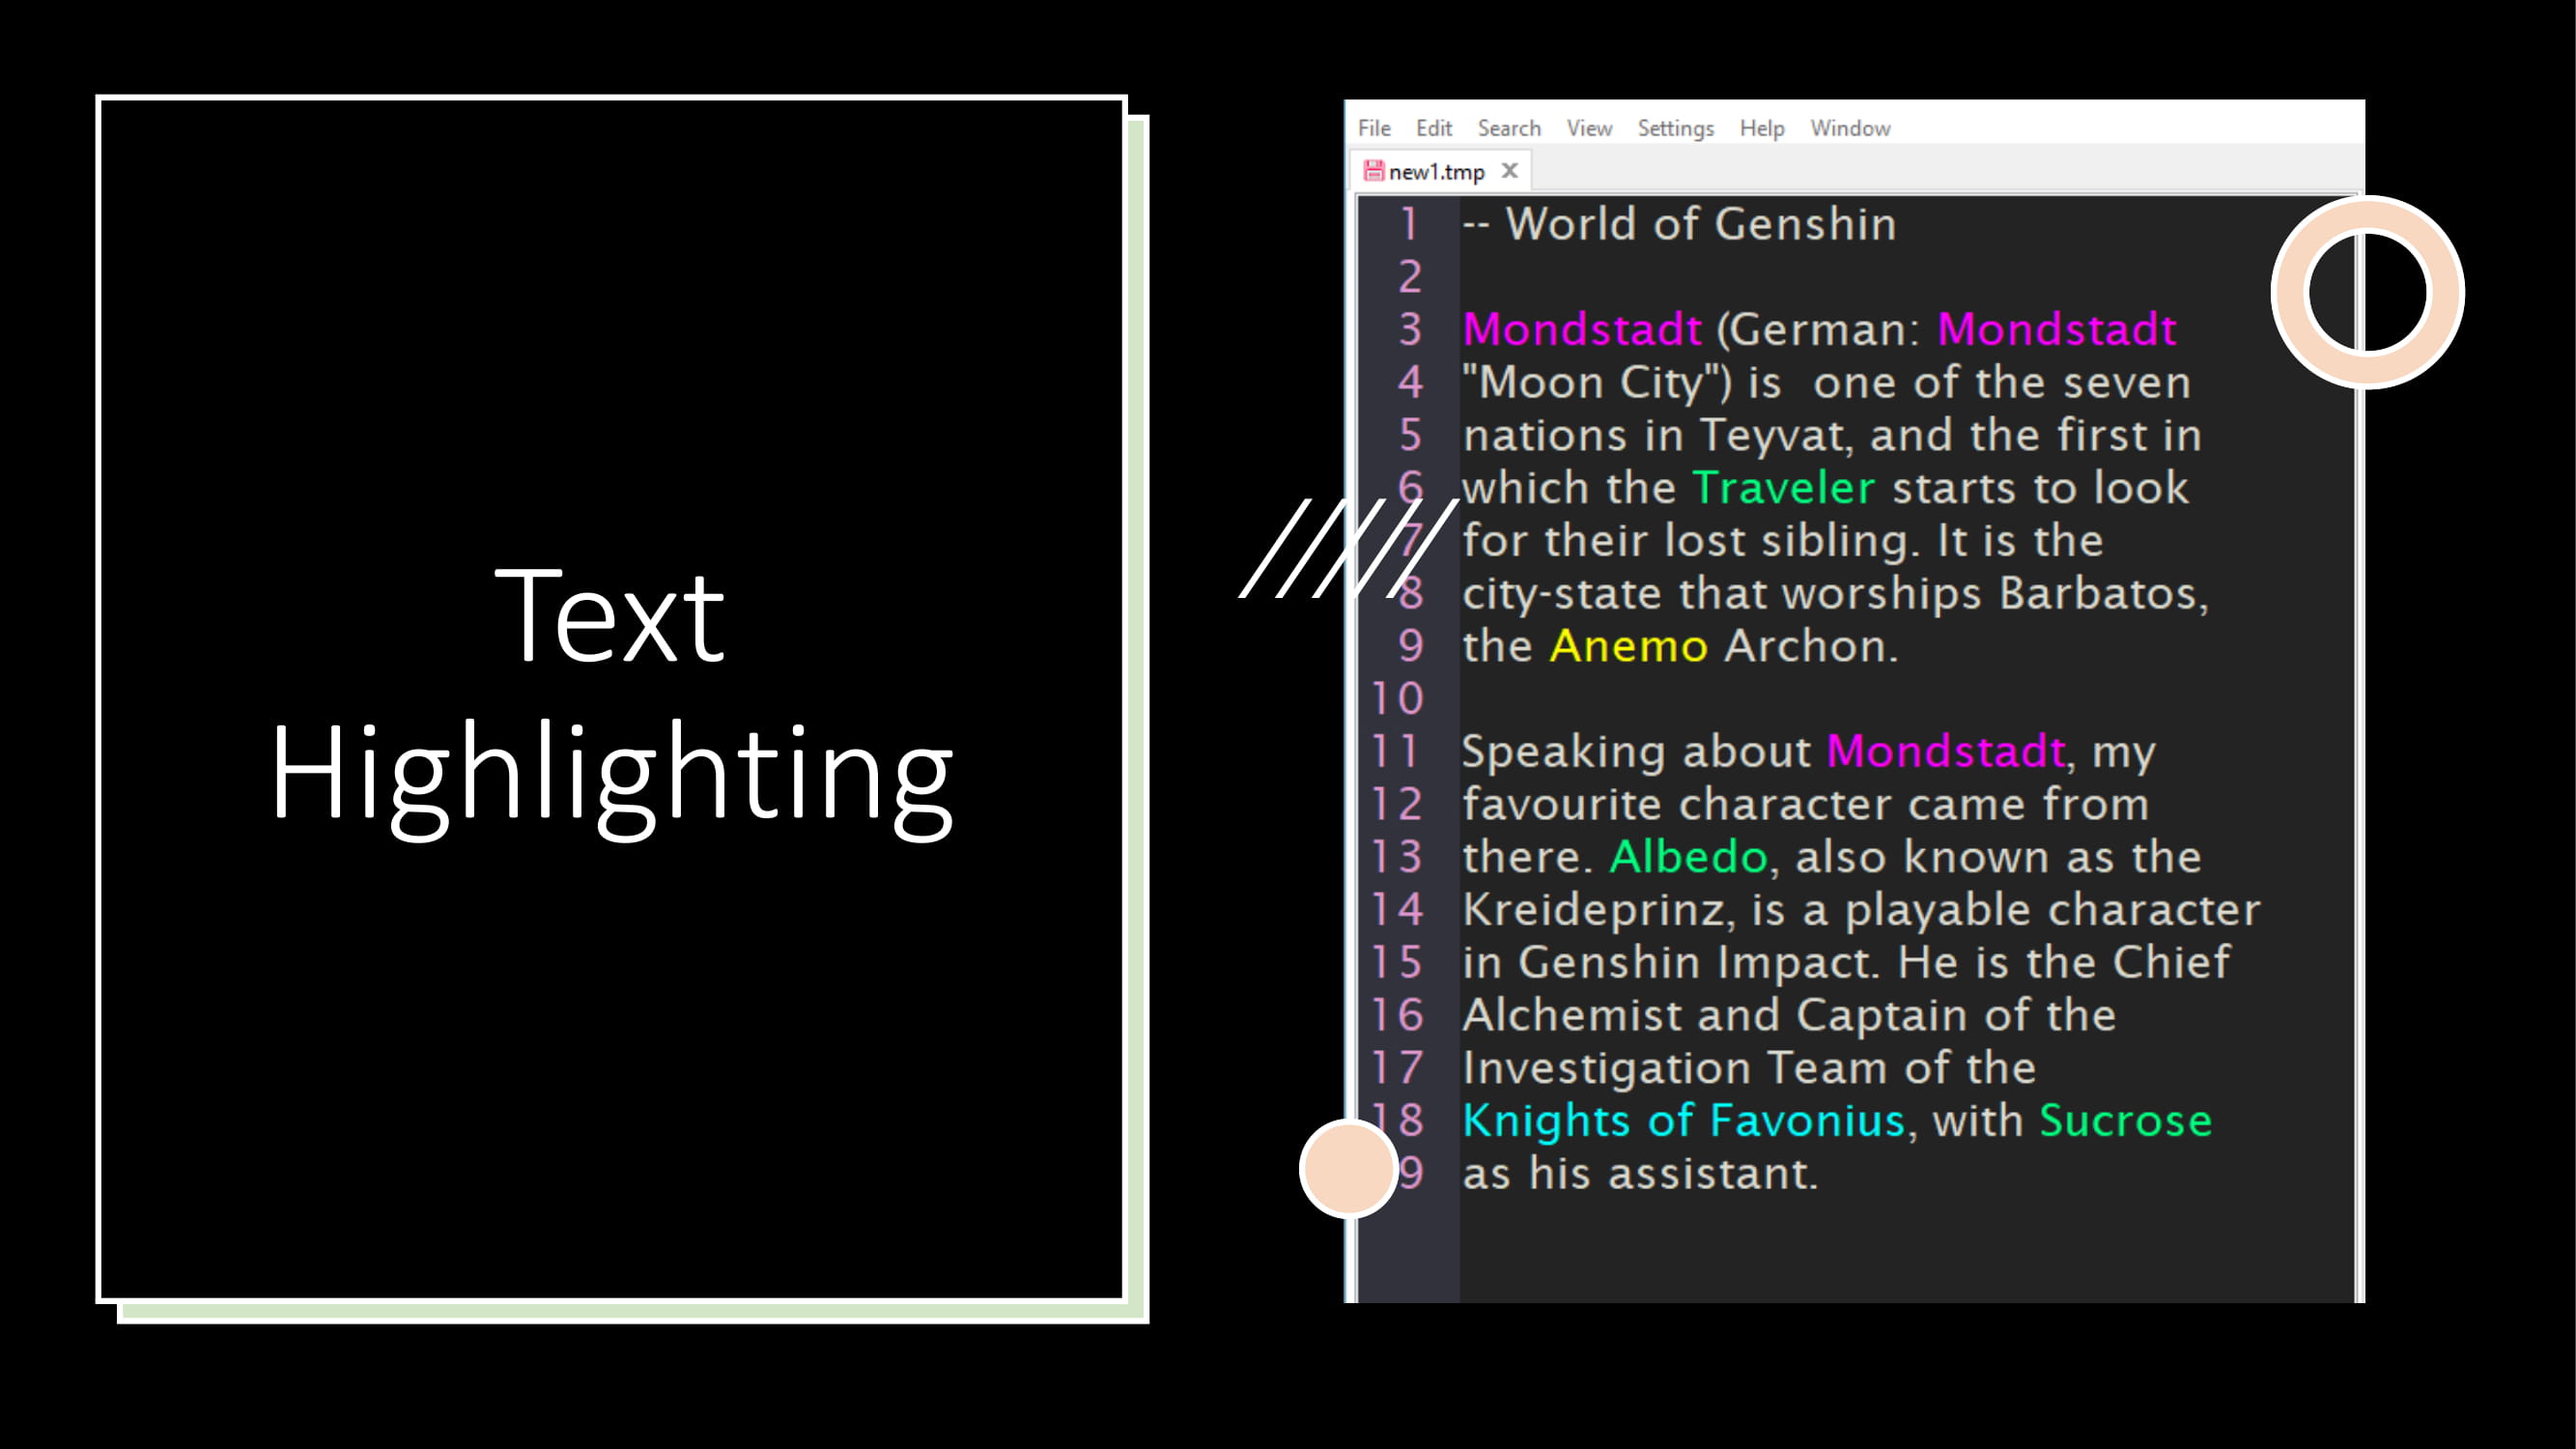 Text
Highlighting
File Edit Search View Settings Help Window
new1.tmp X
1 -- World of Genshin
2
3 Mondstadt (German: Mondstadt
4 "Moon City") is  one of the seven
5 nations in Teyvat, and the first in
6 which the Traveler starts to look
7 for their lost sibling. It is the
8 city-state that worships Barbatos,
9 the Anemo Archon.
10
11 Speaking about Mondstadt, my
12 favourite character came from
13 there. Albedo, also known as the
14 Kreideprinz, is a playable character
15 in Genshin Impact. He is the Chief
16 Alchemist and Captain of the
17 Investigation Team of the
18 Knights of Favonius, with Sucrose
9 as his assistant.